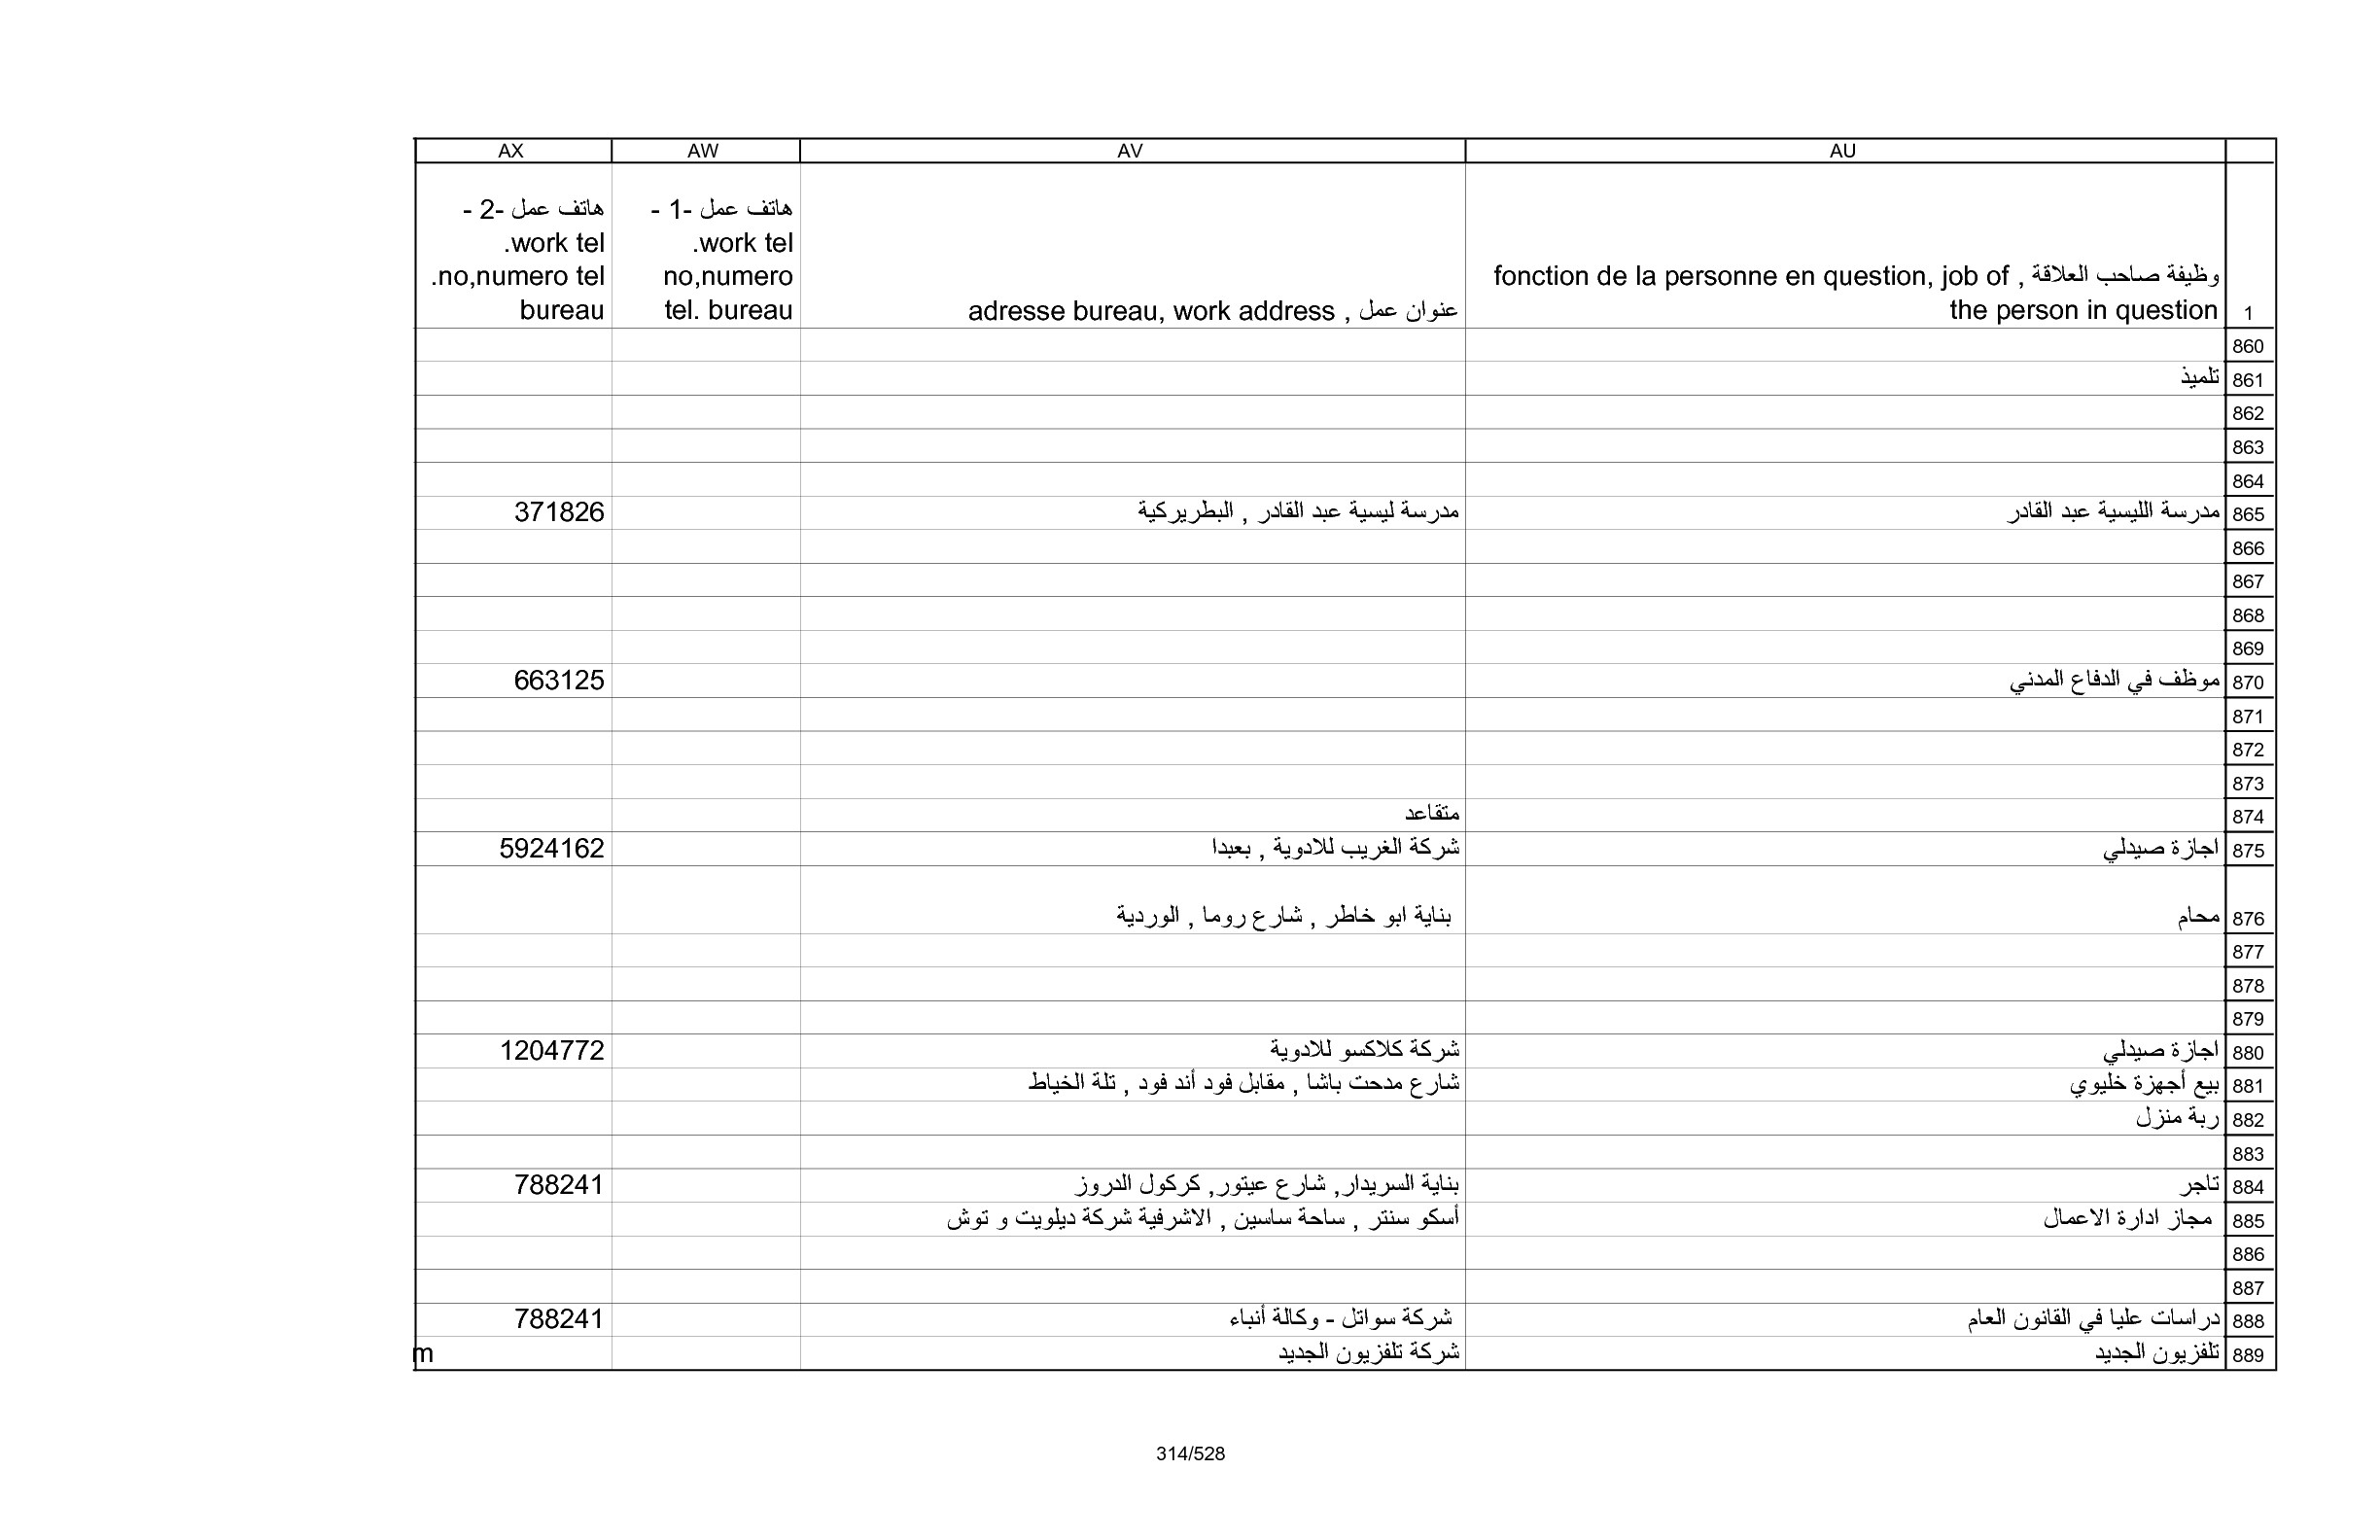 AU AV AW AX
1 وظيفة صاحب العلاقة , fonction de la personne en question, job of the person in question عنوان عمل , adresse bureau, work address هاتف عمل -1- work tel. no,numero tel. bureau هاتف عمل -2- work tel. no,numero tel. bureau
860
861 تلميذ
862
863
864
865 مدرسة الليسية عبد القادر مدرسة ليسية عبد القادر , البطريركية 371826
866
867
868
869
870 موظف في الدفاع المدني 663125
871
872
873
874 متقاعد
875 اجازة صيدلي شركة الغريب للادوية , بعبدا 5924162
876 محام بناية ابو خاطر , شارع روما , الوردية
877
878
879
880 اجازة صيدلي شركة كلاكسو للادوية 1204772
881 بيع أجهزة خليوي شارع مدحت باشا , مقابل فود أند فود , تلة الخياط
882 ربة منزل
883
884 تاجر بناية السريدار, شارع عيتور, كركول الدروز 788241
885 مجاز ادارة الاعمال أسكو سنتر , ساحة ساسين , الاشرفية شركة ديلويت و توش
886
887
888 دراسات عليا في القانون العام شركة سواتل - وكالة أنباء 788241
889 تلفزيون الجديد شركة تلفزيون الجديد m
314/528